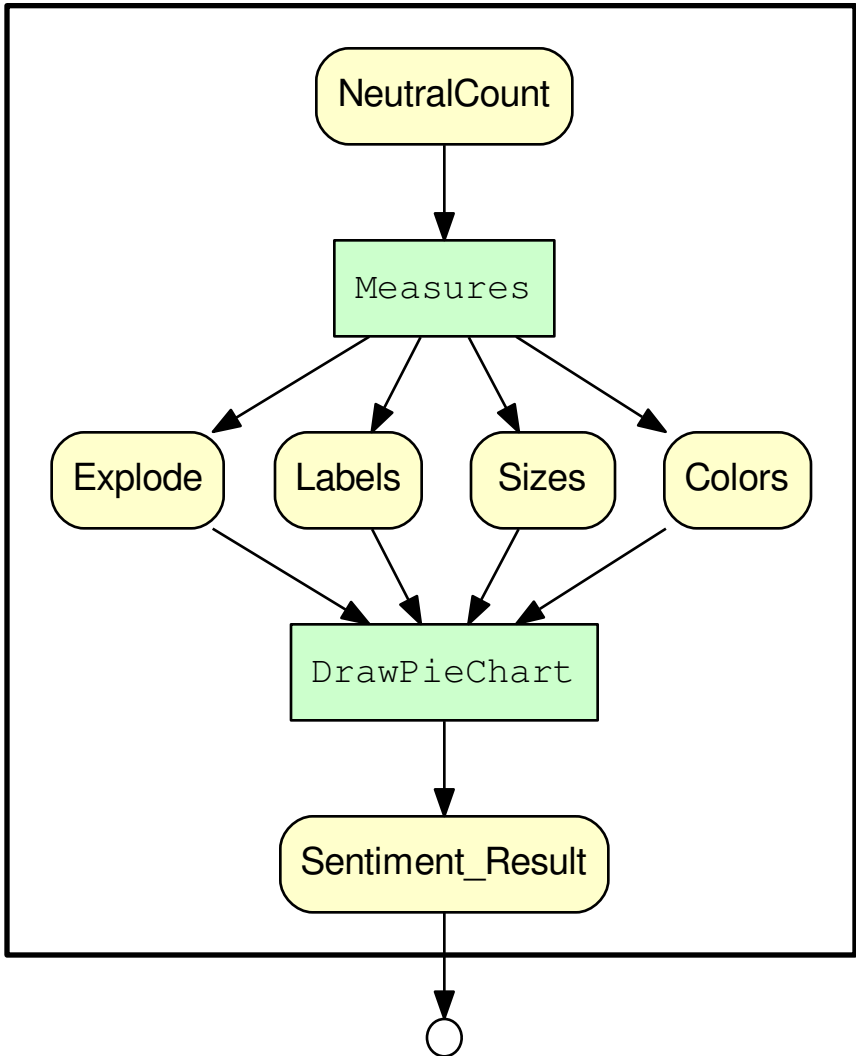 NeutralCount
Measures
Explode
Labels
Sizes
Colors
DrawPieChart
Sentiment_Result